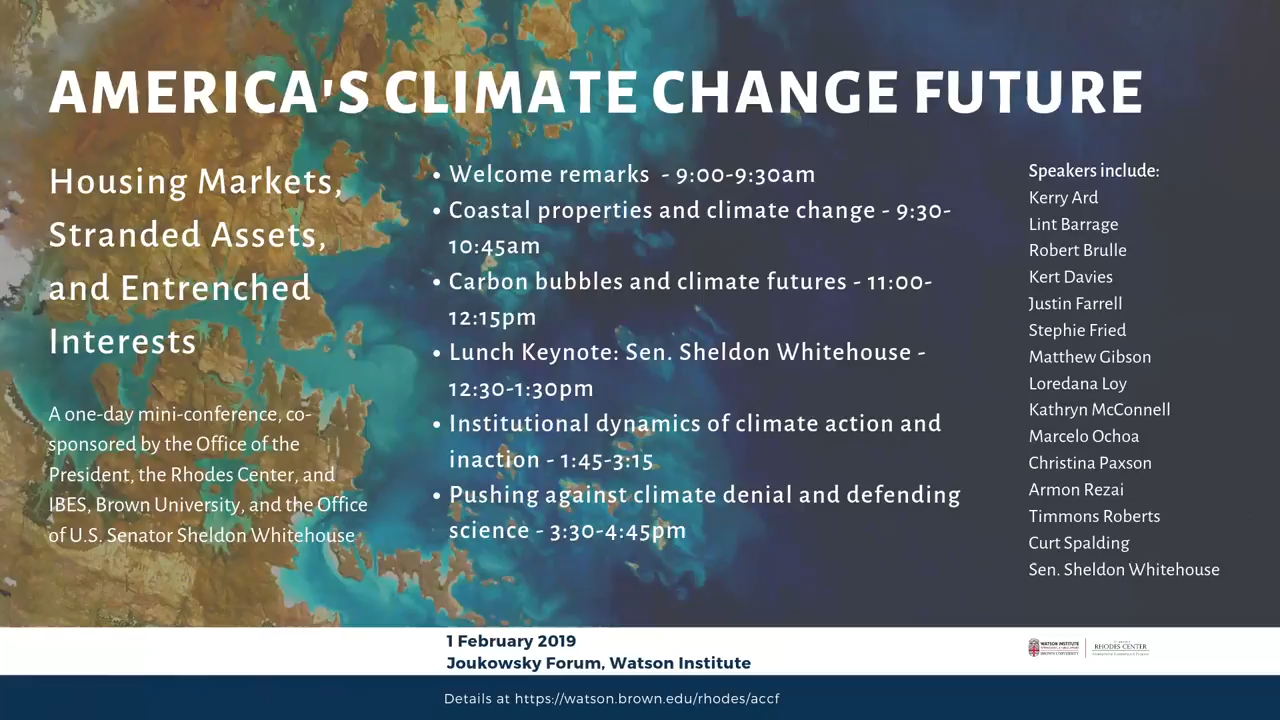 AMERICA'S CLIMATE CHANGE FUTURE
Housing Markets,
Stranded Assets,
and Entrenched
Interests
A one-day mini-conference, co-
sponsored by the Office of the
President, the Rhodes Center, and
IBES, Brown University, and the Office
of U.S. Senator Sheldon Whitehouse
• Welcome remarks - 9:00-9:30am
• Coastal properties and climate change - 9:30-
10:45am
• Carbon bubbles and climate futures - 11:00-
12:15pm
• Lunch Keynote: Sen. Sheldon Whitehouse -
12:30-1:30pm
• Institutional dynamics of climate action and
inaction - 1:45-3:15
• Pushing against climate denial and defending
science - 3:30-4:45pm
Speakers include:
Kerry Ard
Lint Barrage
Robert Brulle
Kert Davies
Justin Farrell
Stephie Fried
Matthew Gibson
Loredana Loy
Kathryn McConnell
Marcelo Ochoa
Christina Paxson
Armon Rezai
Timmons Roberts
Curt Spalding
Sen. Sheldon Whitehouse
1 February 2019
Joukowsky Forum, Watson Institute
WATSON INSTITUTE
RHODES CENTER
Details at https://watson.brown.edu/rhodes/accf